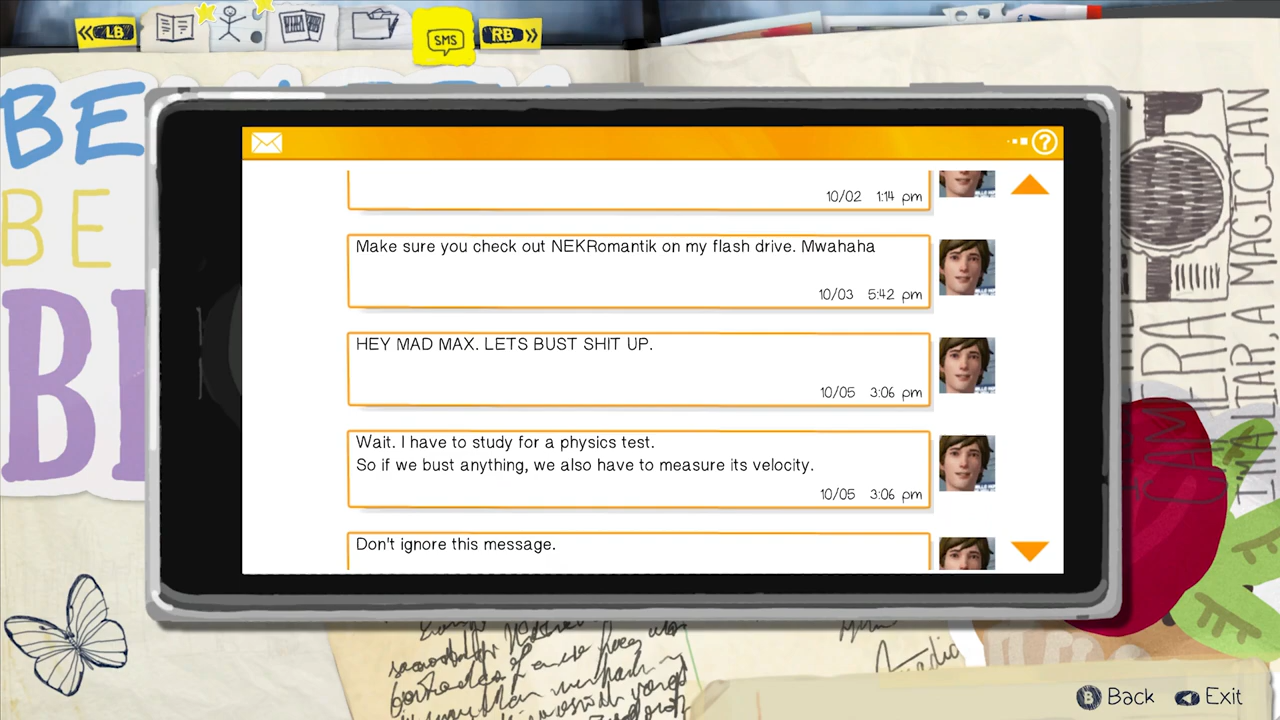 LB
SMS
RB
BE
BE
B
?
10/02 1:14 pm
Make sure you check out NEKRomantik on my flash drive. Mwahaha
10/03 5:42 pm
HEY MAD MAX. LETS BUST SHIT UP.
10/05 3:06 pm
Wait. I have to study for a physics test.
So if we bust anything, we also have to measure its velocity.
10/05 3:06 pm
Don't ignore this message.
CAMERA
LIAR, A MAGICIAN
B Back
Exit